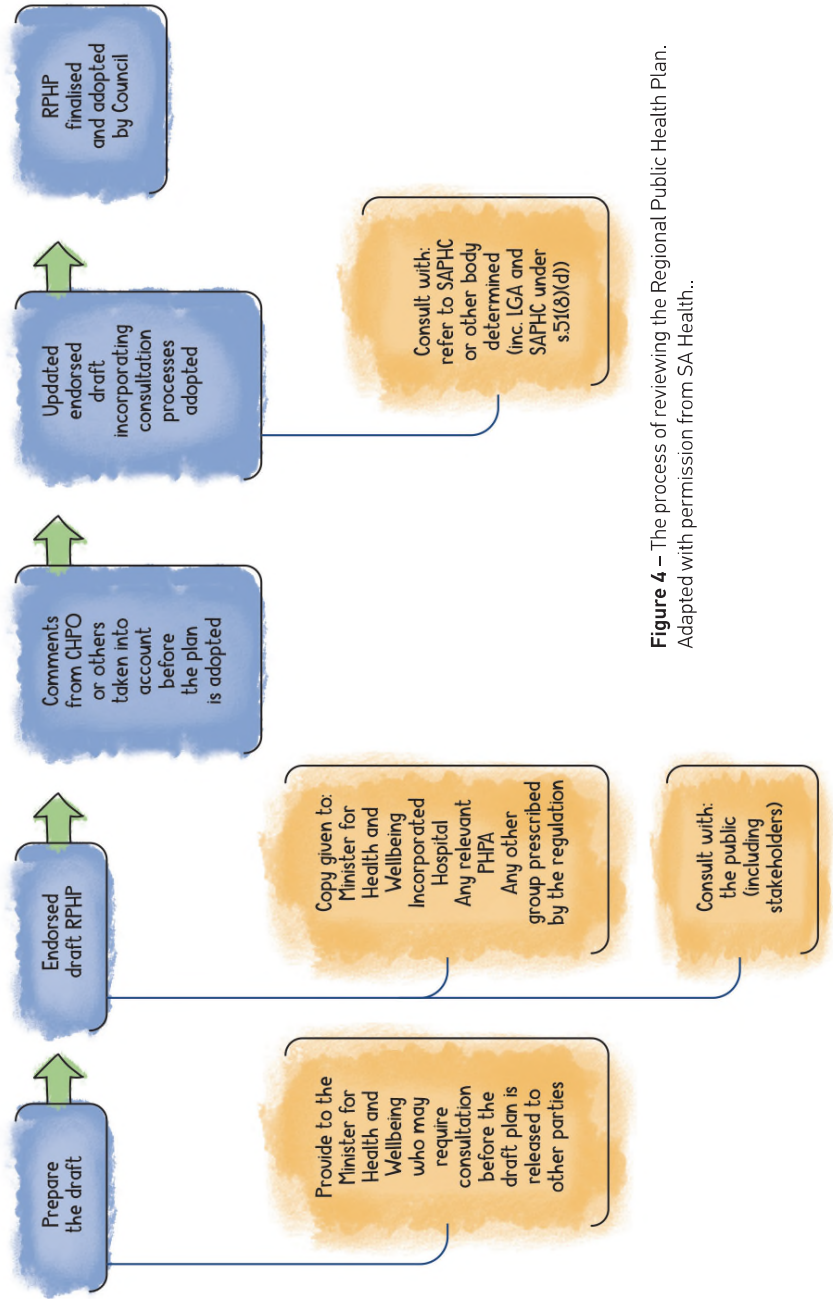 Prepare
the draft
Endorsed
draft RPHP
Comments
from CHPO
or others
taken into
account
before
the plan
is adopted
Updated
endorsed
draft
incorporating
consultation
processes
adopted
RPHP
finalised
and adopted
by Council
Provide to the
Minister for
Health and
Wellbeing
who may
require
consultation
before the
draft plan is
released to
other parties
Copy given to:
Minister for
Health and
Wellbeing
Incorporated
Hospital
Any relevant
PHPA
Any other
group prescribed
by the regulation
Consult with:
the public
(including
stakeholders)
Consult with:
refer to SAPHC
or other body
determined
(inc. LGA and
SAPHC under
s.51(8)(d))
Figure 4 – The process of reviewing the Regional Public Health Plan.
Adapted with permission from SA Health..